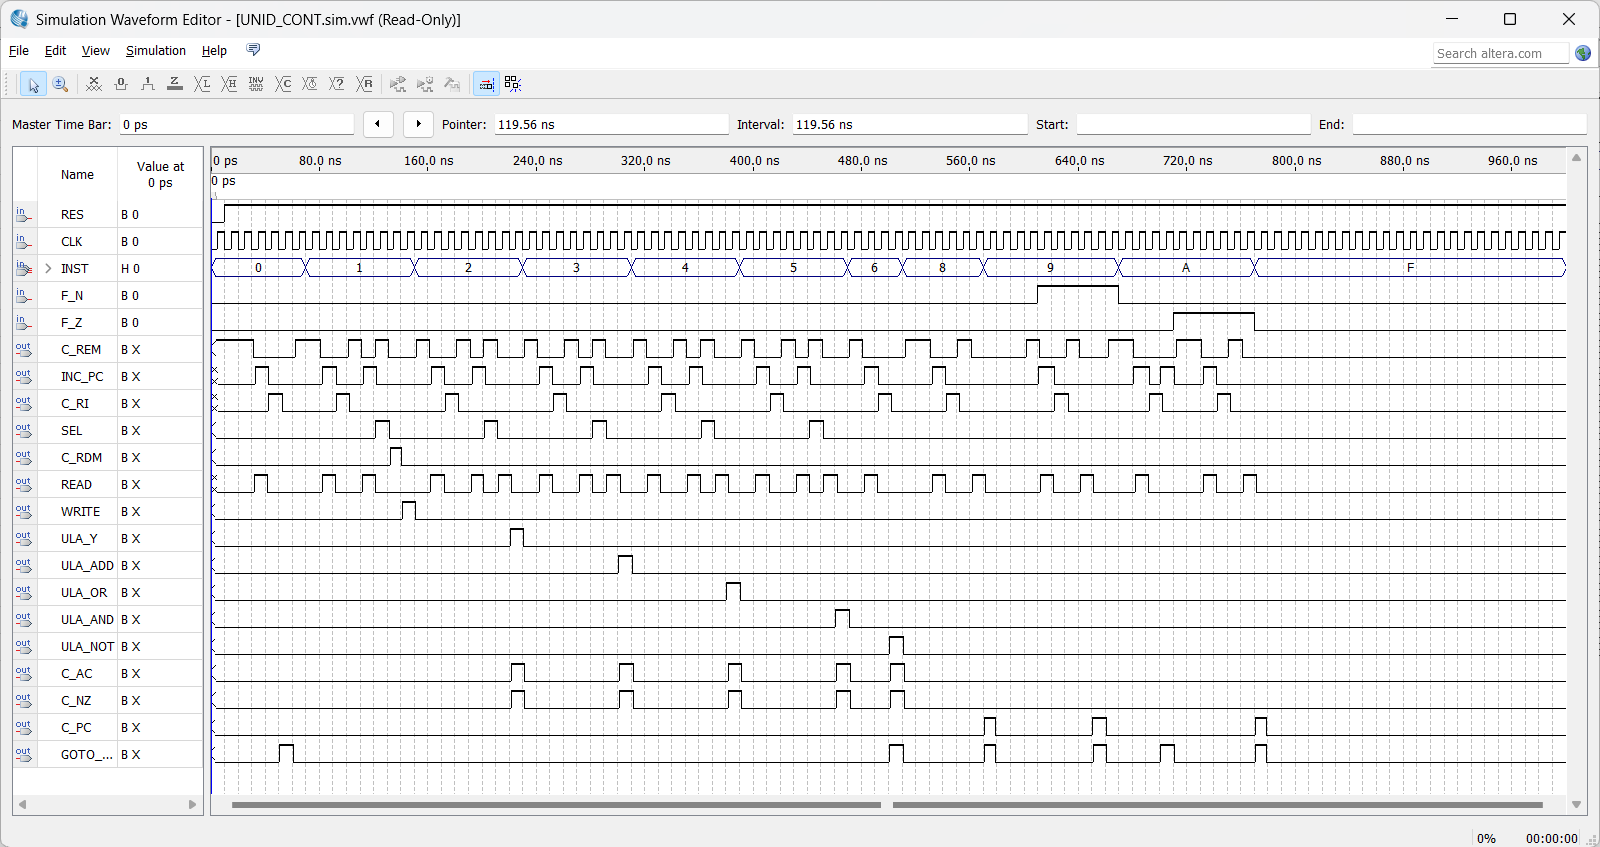 Simulation Waveform Editor - [UNID_CONT.sim.vwf (Read-Only)]
File Edit View Simulation Help
Search altera.com
Master Time Bar: 0 ps Pointer: 119.56 ns Interval: 119.56 ns Start: End:
Name Value at 0 ps
0 ps 80.0 ns 160.0 ns 240.0 ns 320.0 ns 400.0 ns 480.0 ns 560.0 ns 640.0 ns 720.0 ns 800.0 ns 880.0 ns 960.0 ns
0 ps
in RES B 0
in CLK B 0
in INST H 0 0 1 2 3 4 5 6 8 9 A F
in F_N B 0
in F_Z B 0
out C_REM B X
out INC_PC B X
out C_RI B X
out SEL B X
out C_RDM B X
out READ B X
out WRITE B X
out ULA_Y B X
out ULA_ADD B X
out ULA_OR B X
out ULA_AND B X
out ULA_NOT B X
out C_AC B X
out C_NZ B X
out C_PC B X
out GOTO_... B X
0% 00:00:00